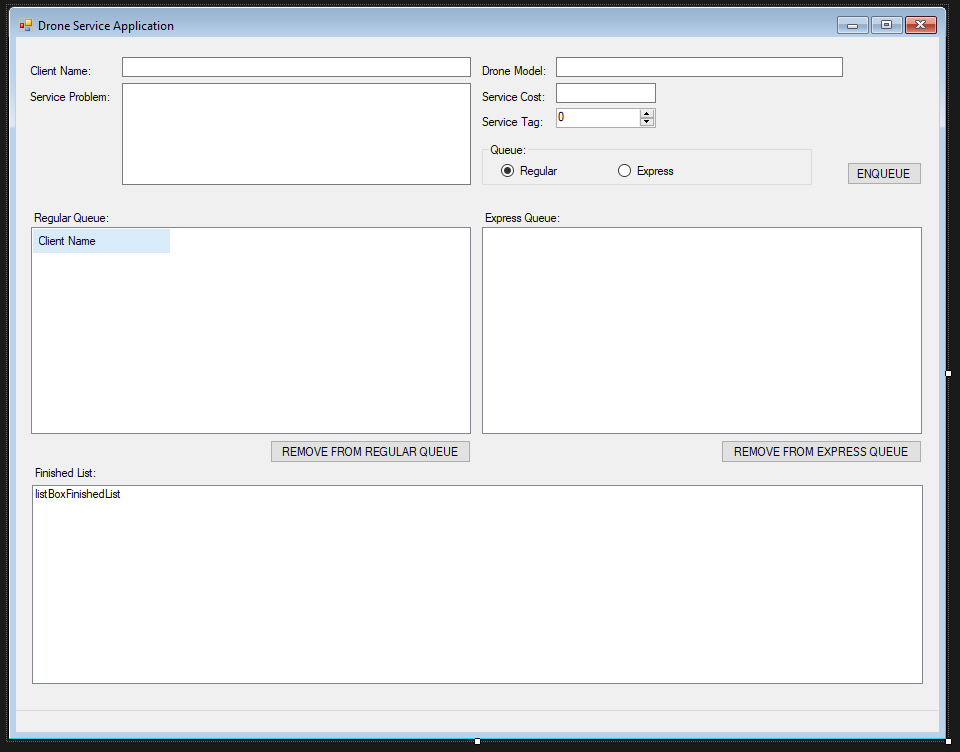 Drone Service Application
Client Name:
Drone Model:
Service Problem:
Service Cost:
Service Tag:
0
Queue:
Regular
Express
ENQUEUE
Regular Queue:
Express Queue:
Client Name
REMOVE FROM REGULAR QUEUE
REMOVE FROM EXPRESS QUEUE
Finished List:
listBoxFinishedList